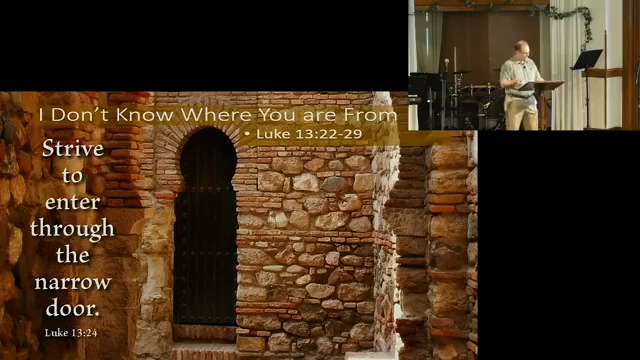 I Don't Know Where You are From
• Luke 13:22-29
Strive
to
enter
through
the
narrow
door.
Luke 13:24